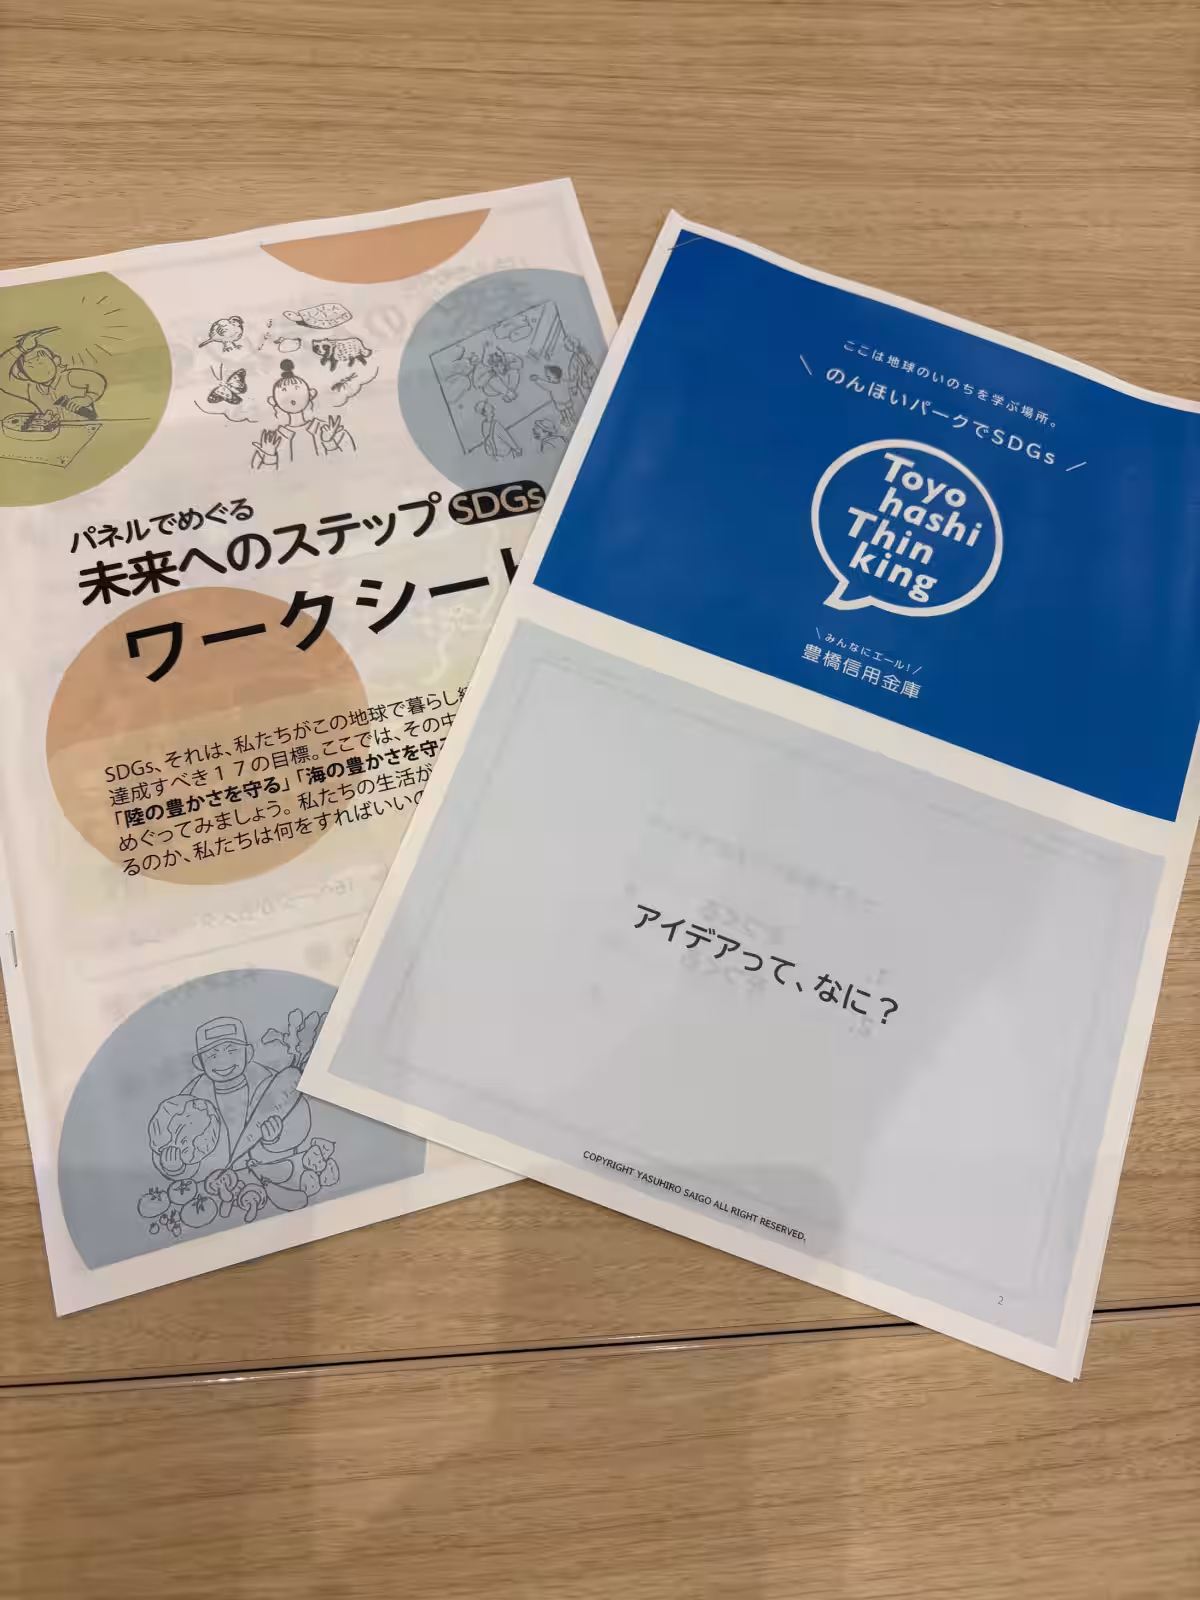 パネルでめぐる
未来へのステップ SDGs
ワークシート
SDGs、それは、私たちがこの地球で暮らし
達成すべき17の目標。ここでは、その中
「陸の豊かさを守る」「海の豊かさを守
めぐってみましょう。私たちの生活が
るのか、私たちは何をすればいいの
ここは地球のいのちを学ぶ場所。
のんほいパークでSDGs
Toyo
hashi
Thin
king
みんなにエール!
豊橋信用金庫
アイデアって、なに?
COPYRIGHT YASUHIRO SAIGO ALL RIGHT RESERVED.
2